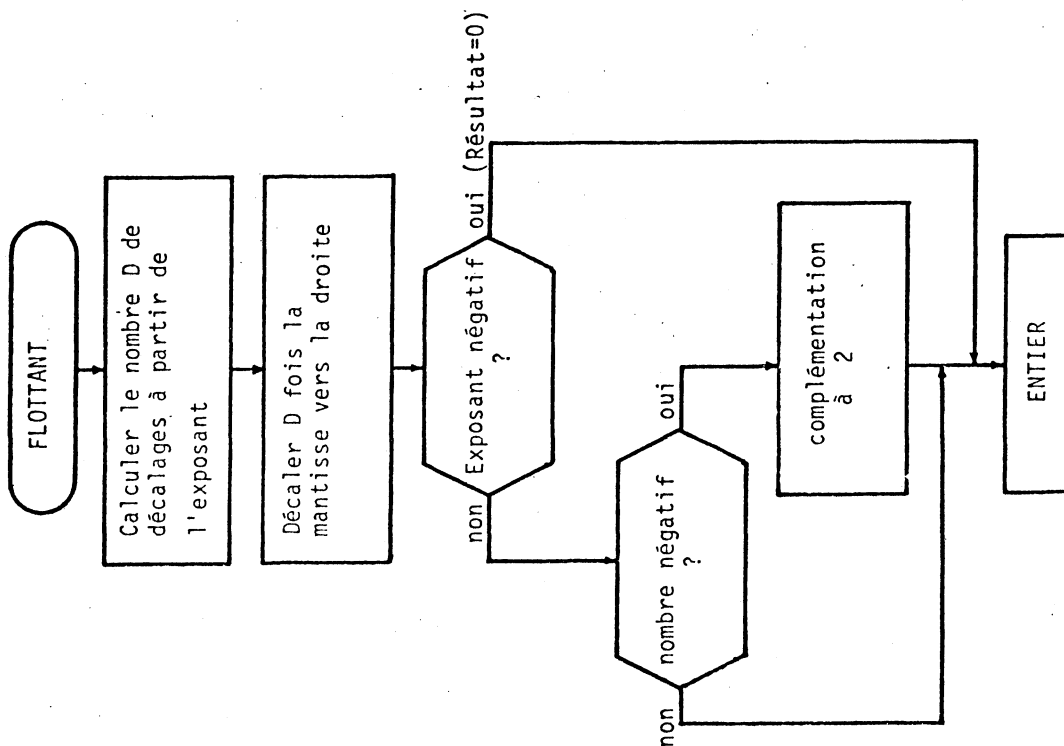 FLOTTANT
Calculer le nombre D de
décalages à partir de
l'exposant
Décaler D fois la
mantisse vers la droite
non
Exposant négatif
?
oui (Résultat=0)
non
nombre négatif
?
oui
complémentation
à 2
ENTIER